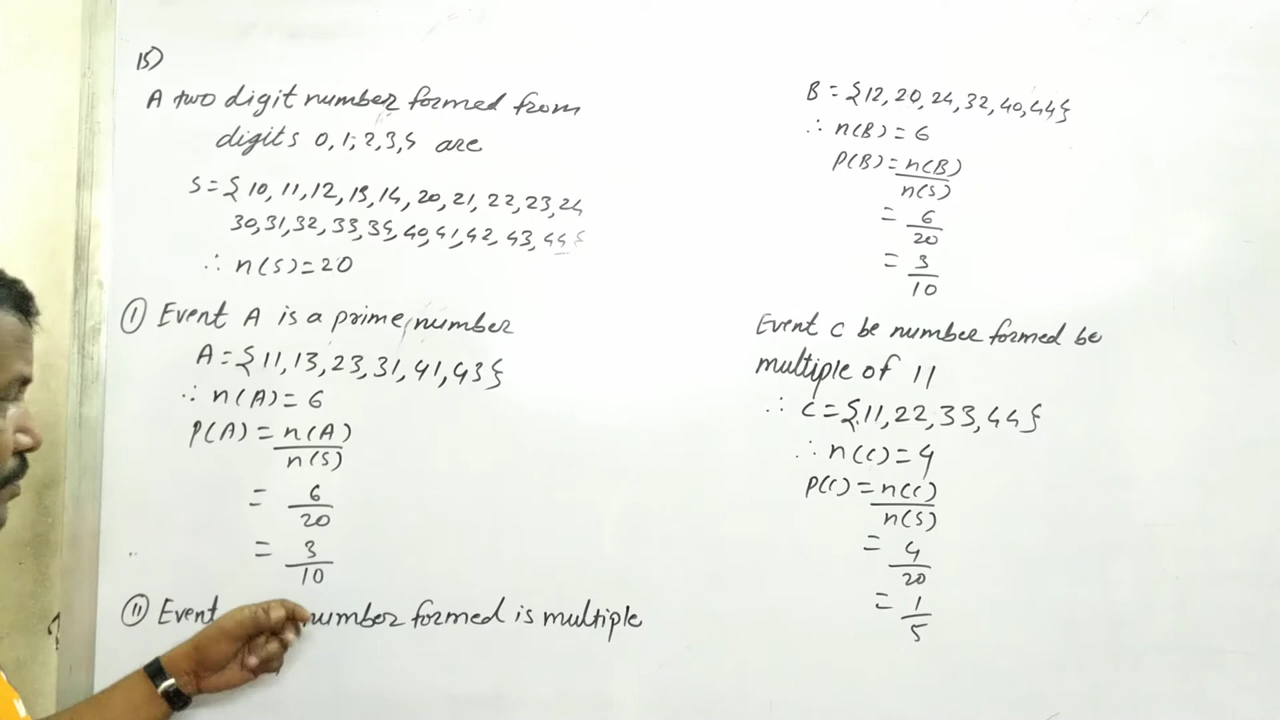 15)
A two digit number formed from
digits 0,1,2,3,4 are
S={10,11,12,13,14,20,21,22,23,24
30,31,32,33,34,40,41,42,43,44}
∴ n(S)=20
① Event A is a prime number
A={11,13,23,31,41,43}
∴ n(A)=6
P(A)=n(A)
n(S)
= 6
20
= 3
10
② Event number formed is multiple
B={12,20,24,32,40,44}
∴ n(B)=6
P(B)=n(B)
n(S)
= 6
20
= 3
10
Event C be number formed be
multiple of 11
∴ C={11,22,33,44}
∴ n(C)=4
P(C)=n(C)
n(S)
= 4
20
= 1
5